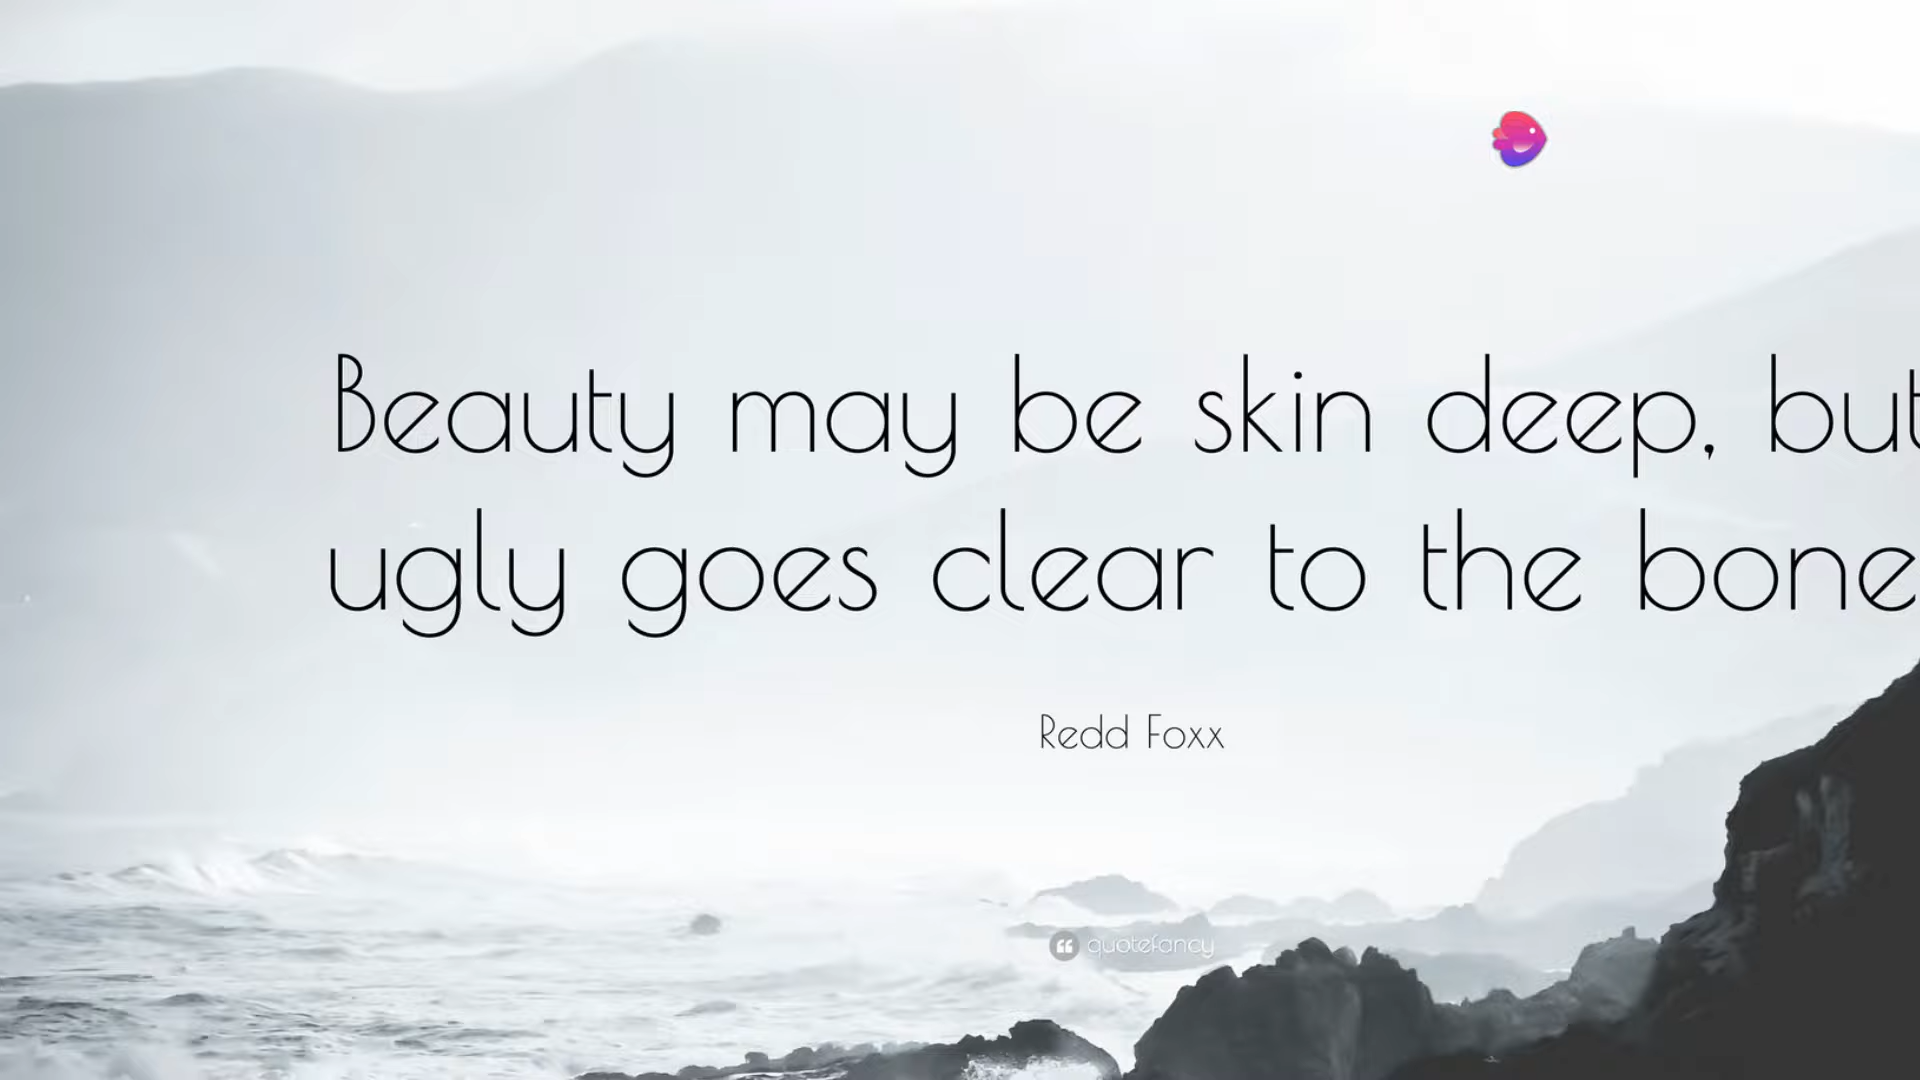 Beauty may be skin deep, but
ugly goes clear to the bone
Redd Foxx
quotefancy